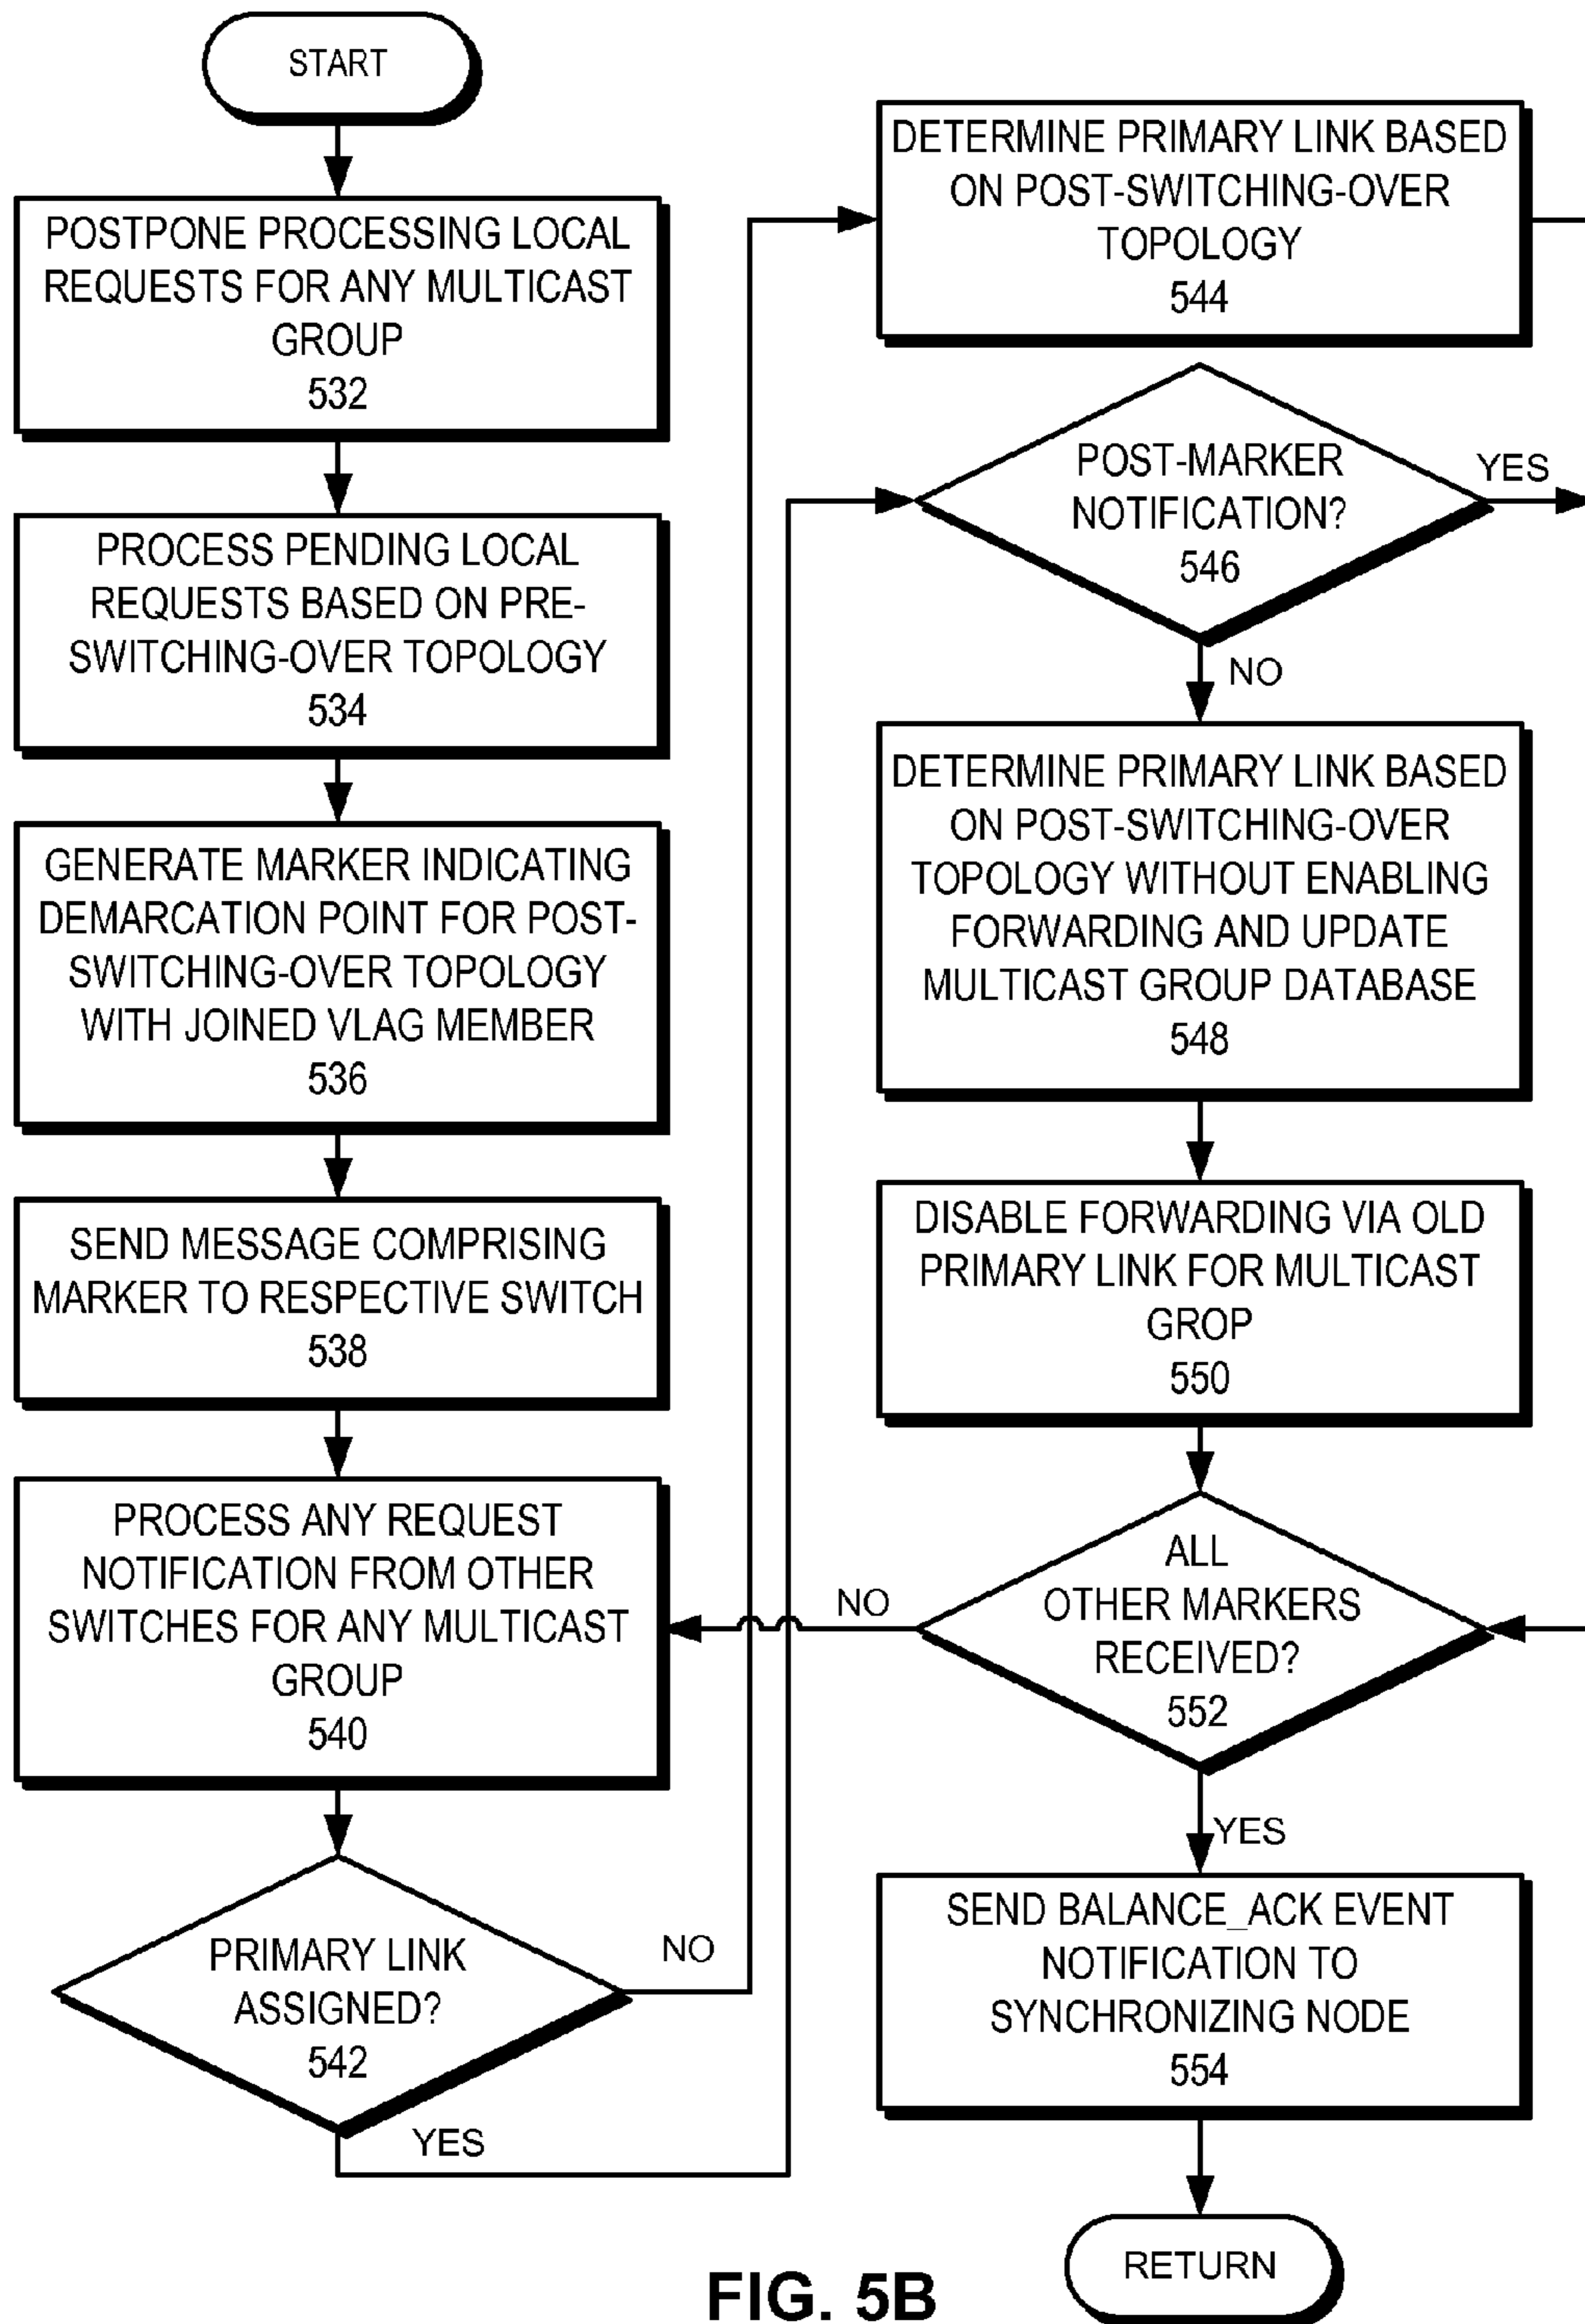 START
POSTPONE PROCESSING LOCAL
REQUESTS FOR ANY MULTICAST
GROUP
532
PROCESS PENDING LOCAL
REQUESTS BASED ON PRE-
SWITCHING-OVER TOPOLOGY
534
GENERATE MARKER INDICATING
DEMARCATION POINT FOR POST-
SWITCHING-OVER TOPOLOGY
WITH JOINED VLAG MEMBER
536
SEND MESSAGE COMPRISING
MARKER TO RESPECTIVE SWITCH
538
PROCESS ANY REQUEST
NOTIFICATION FROM OTHER
SWITCHES FOR ANY MULTICAST
GROUP
540
PRIMARY LINK
ASSIGNED?
542
NO
YES
DETERMINE PRIMARY LINK BASED
ON POST-SWITCHING-OVER
TOPOLOGY
544
POST-MARKER
NOTIFICATION?
546
YES
NO
DETERMINE PRIMARY LINK BASED
ON POST-SWITCHING-OVER
TOPOLOGY WITHOUT ENABLING
FORWARDING AND UPDATE
MULTICAST GROUP DATABASE
548
DISABLE FORWARDING VIA OLD
PRIMARY LINK FOR MULTICAST
GROP
550
ALL
OTHER MARKERS
RECEIVED?
552
NO
YES
SEND BALANCE_ACK EVENT
NOTIFICATION TO
SYNCHRONIZING NODE
554
RETURN
FIG. 5B